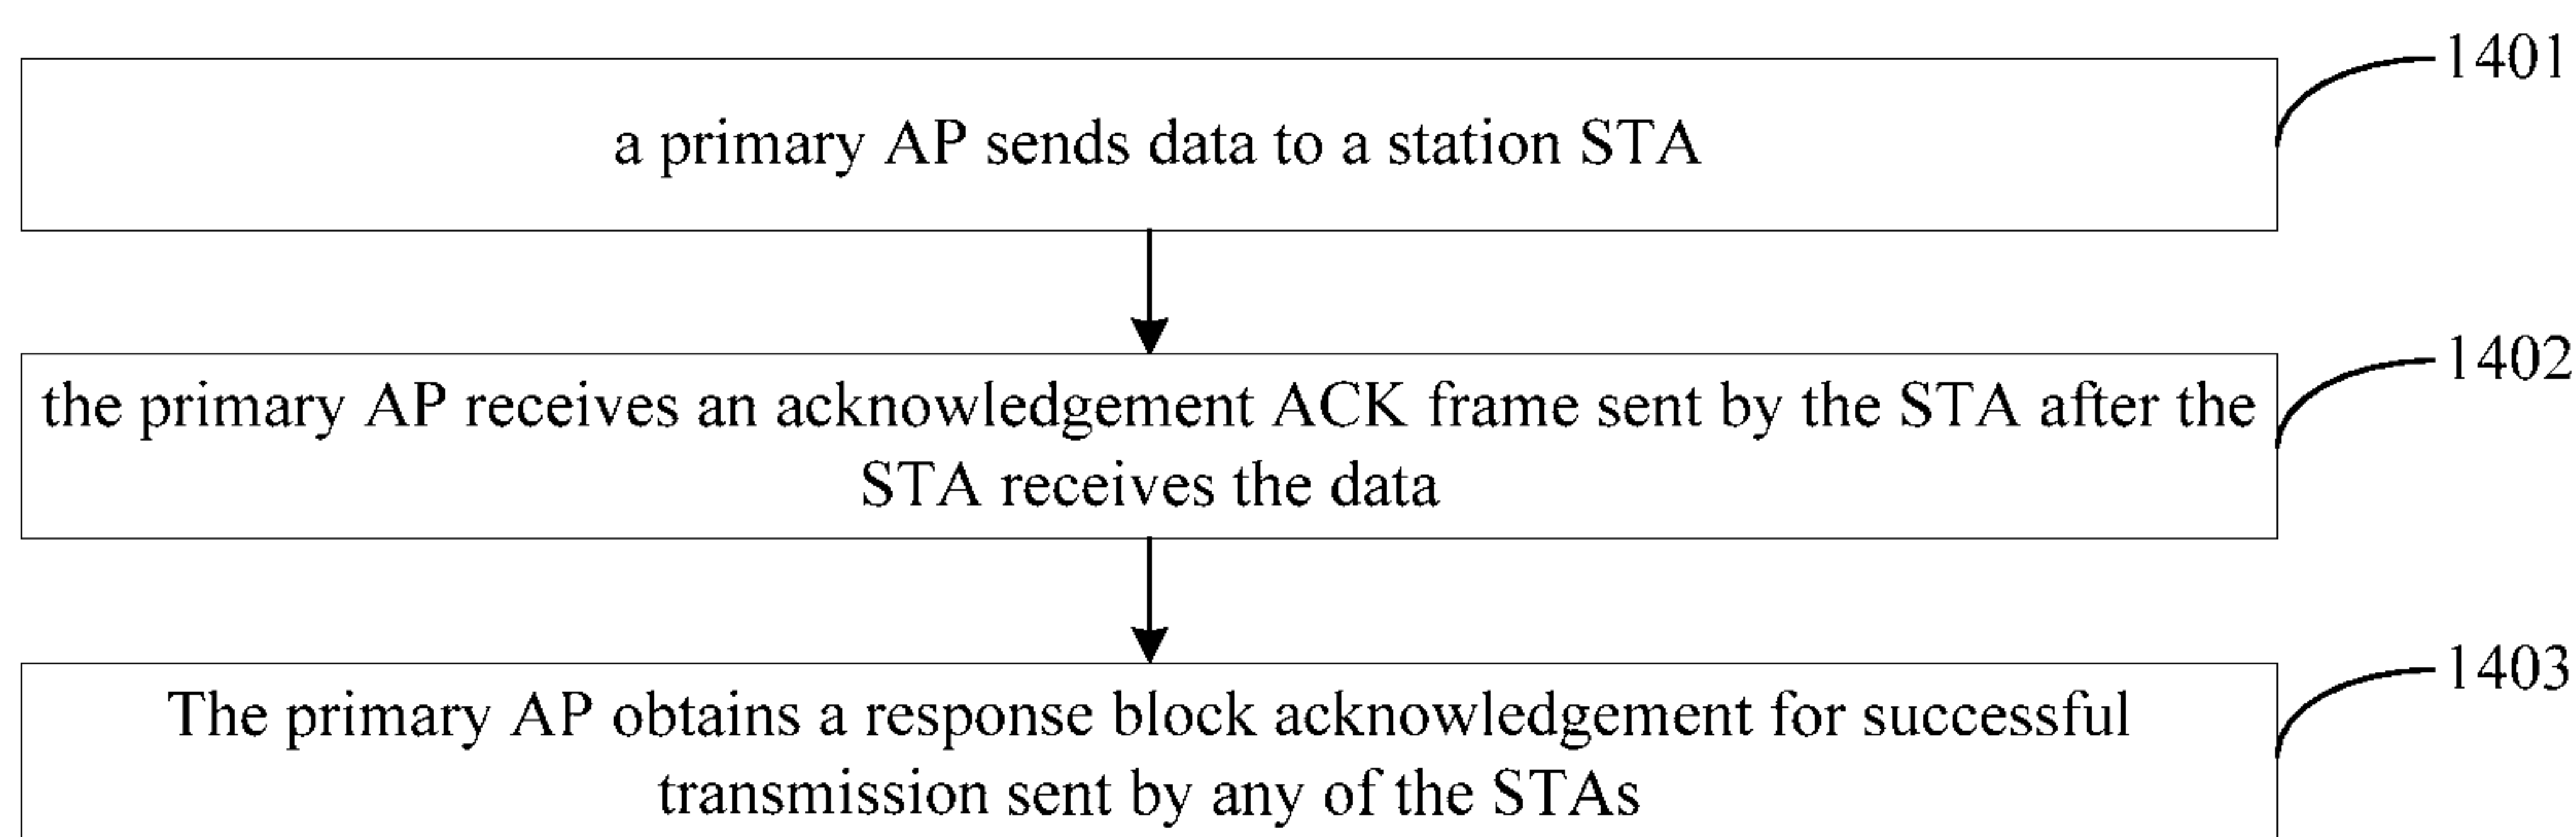 1401
a primary AP sends data to a station STA
1402
the primary AP receives an acknowledgement ACK frame sent by the STA after the
STA receives the data
1403
The primary AP obtains a response block acknowledgement for successful
transmission sent by any of the STAs